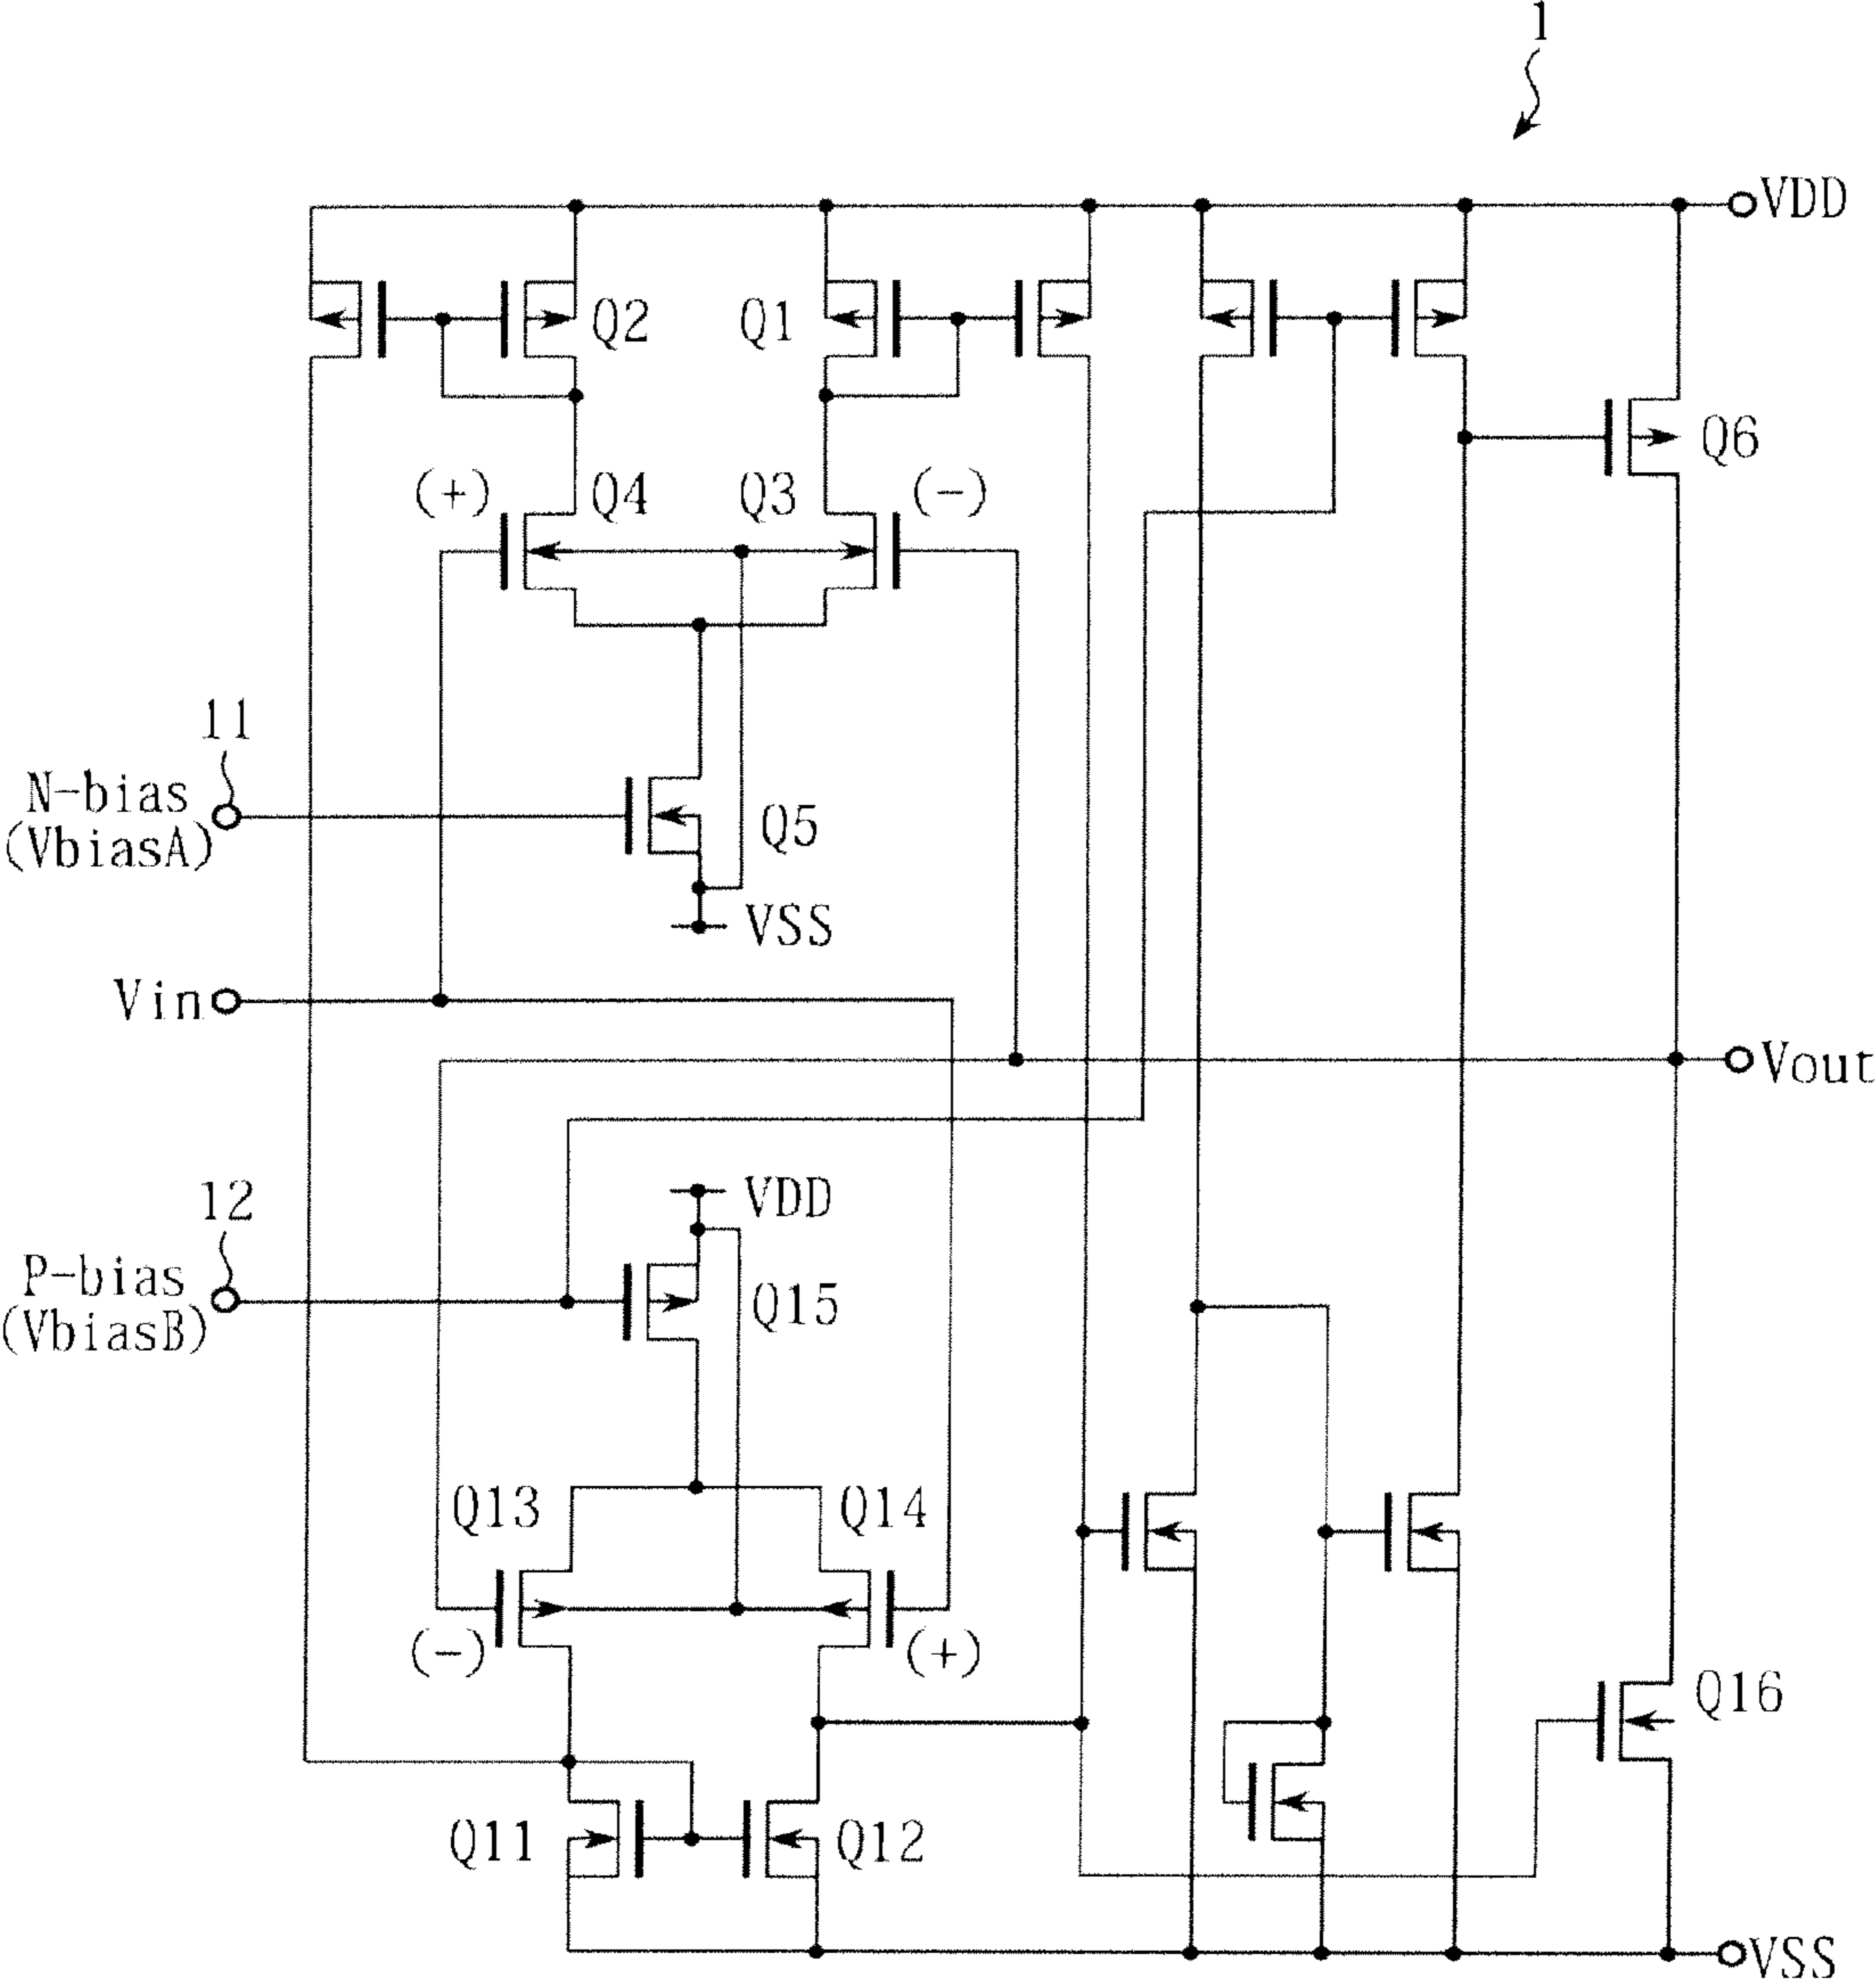 1
VDD
Q2
Q1
Q6
(+)
Q4
Q3
(-)
11
N-bias
(VbiasA)
Q5
VSS
Vin
Vout
12
VDD
P-bias
(VbiasB)
Q15
Q13
Q14
(-)
(+)
Q16
Q11
Q12
VSS